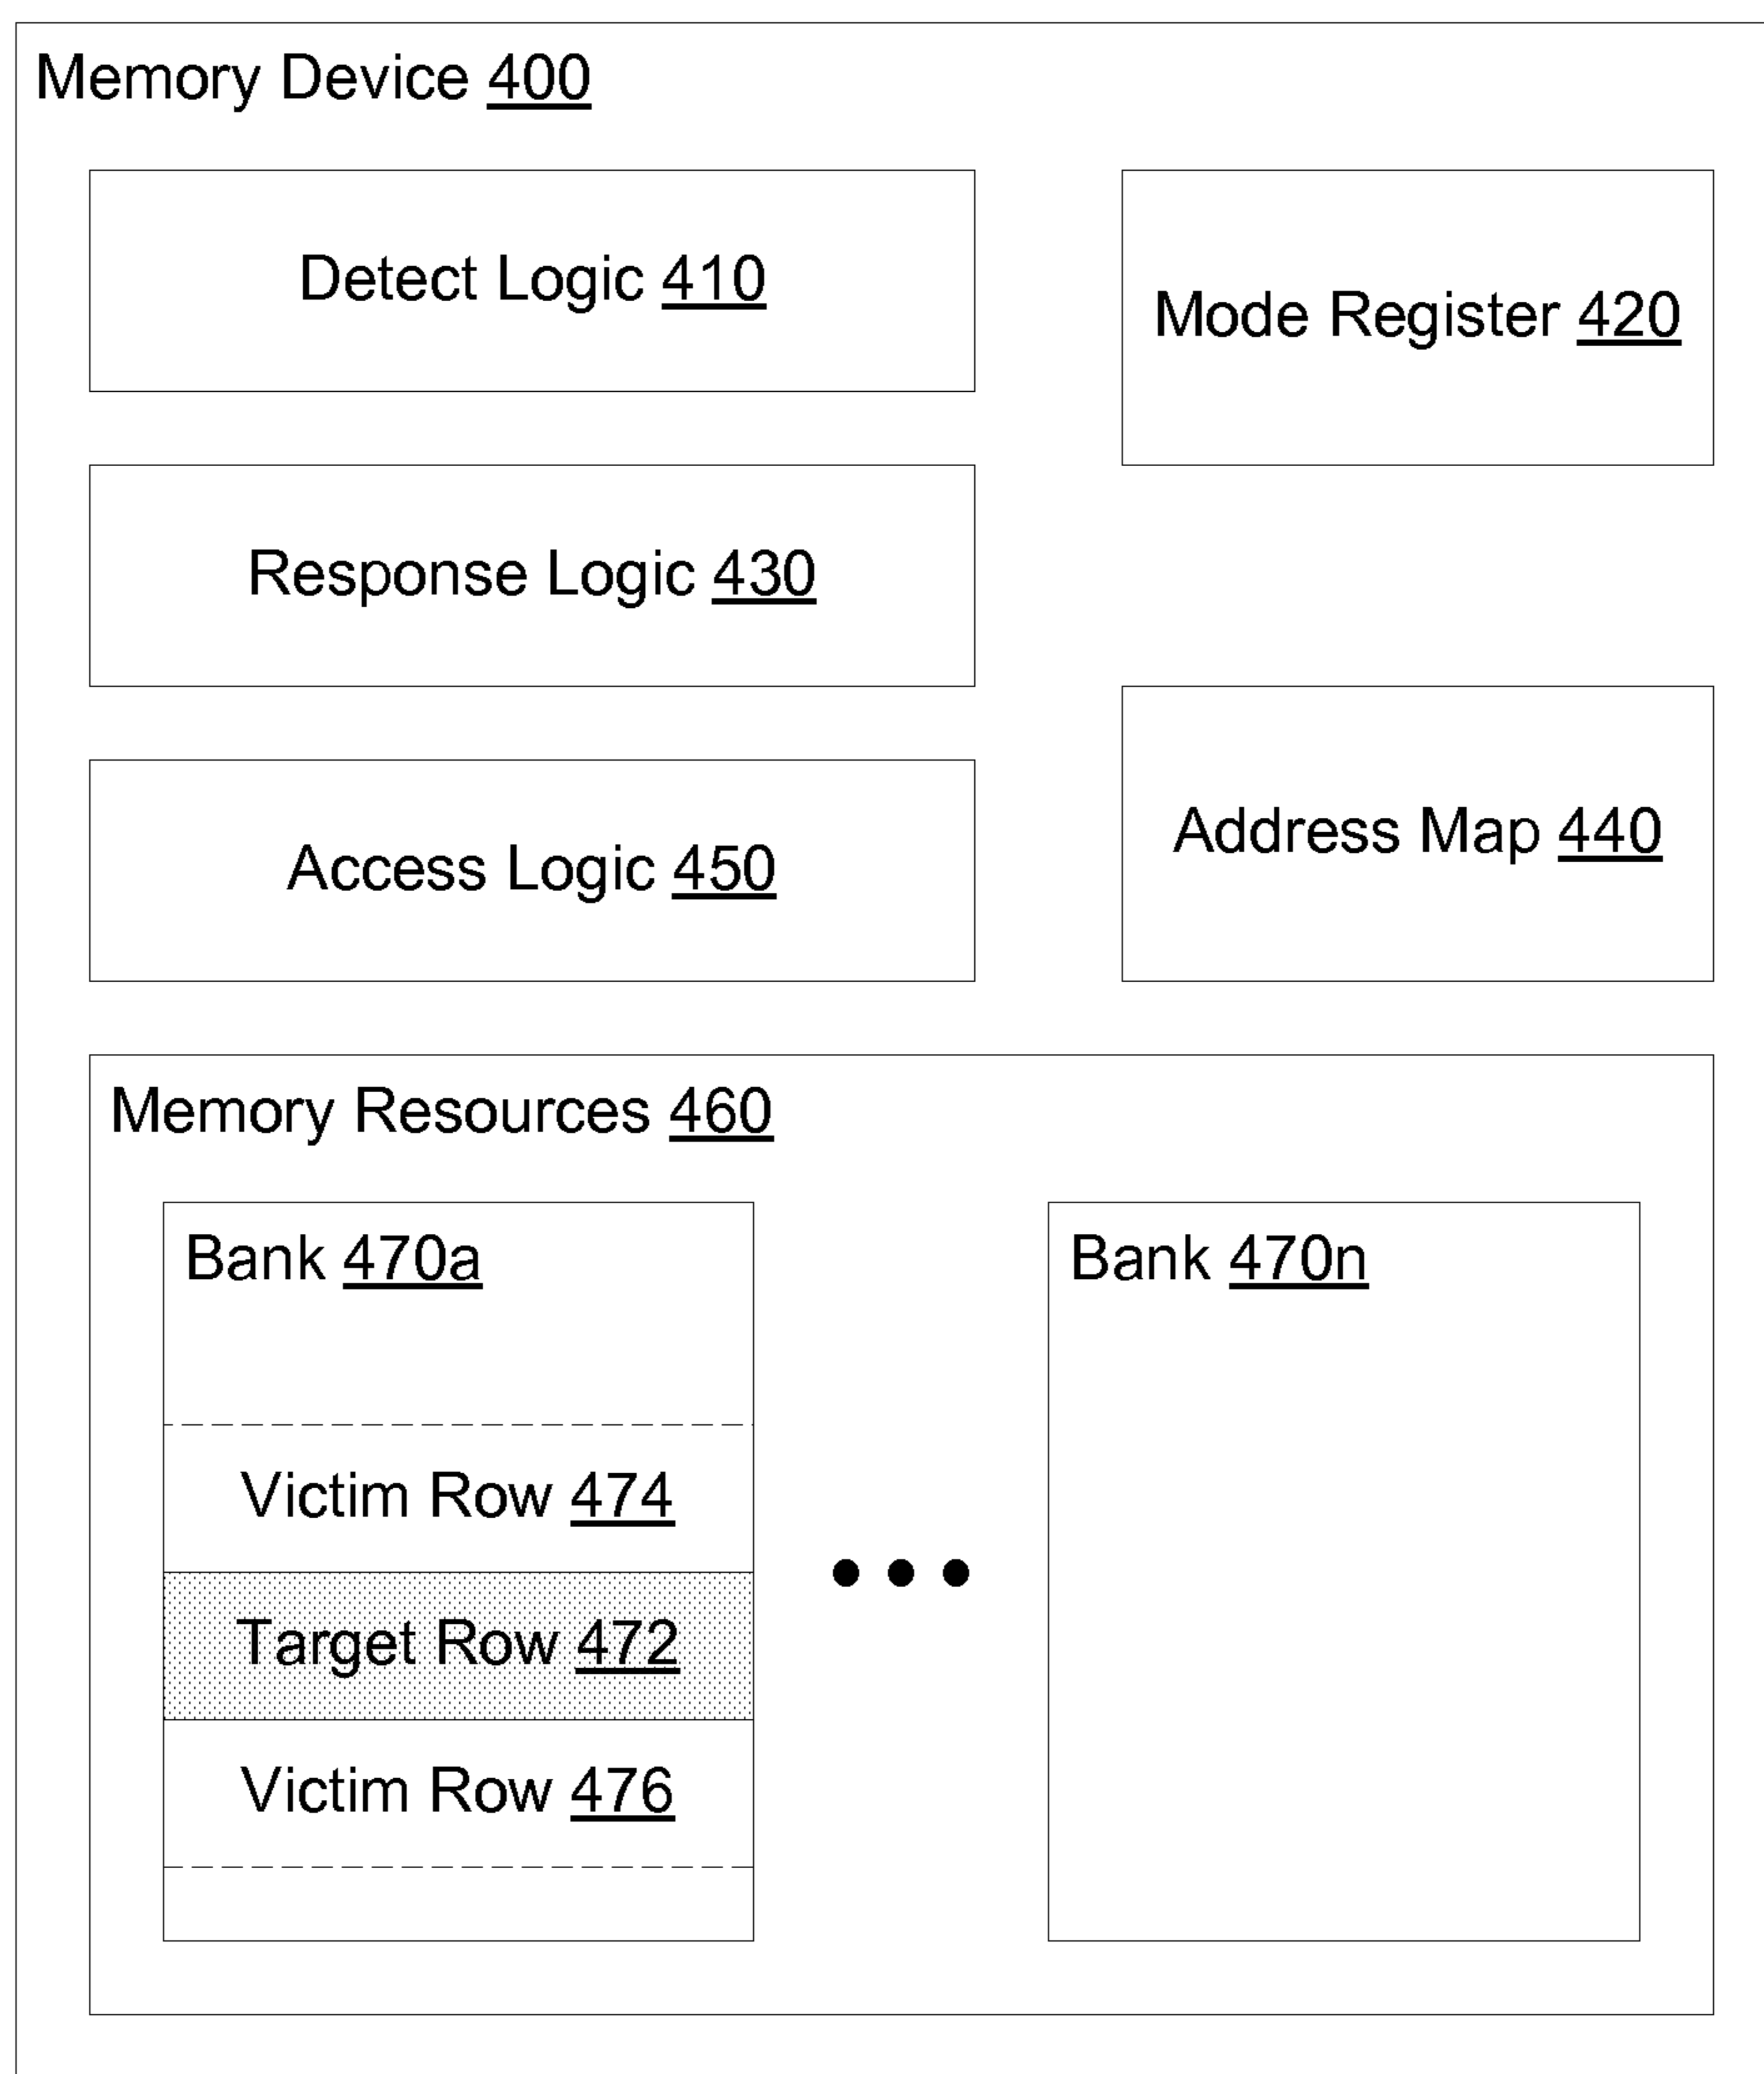 Memory Device 400
Detect Logic 410
Mode Register 420
Response Logic 430
Address Map 440
Access Logic 450
Memory Resources 460
Bank 470a
Bank 470n
Victim Row 474
Target Row 472
Victim Row 476